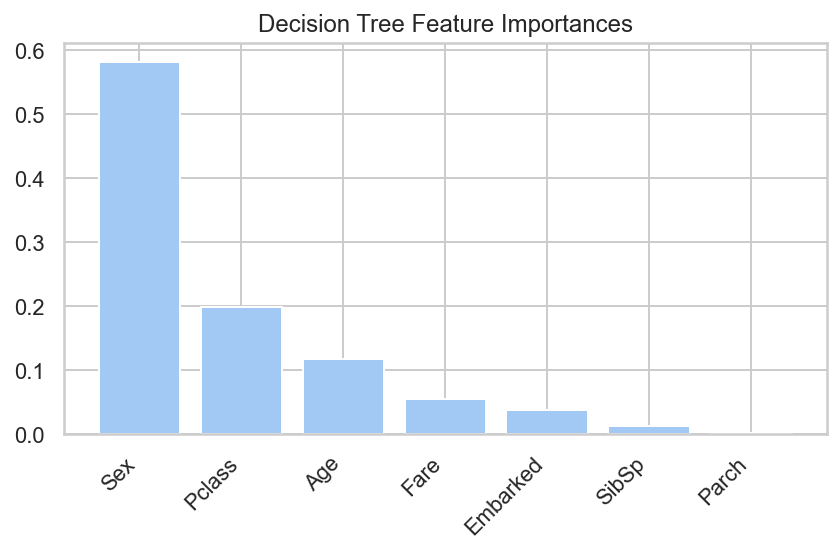 Decision Tree Feature Importances
0.6
0.5
0.4
0.3
0.2
0.1
0.0
Sex
Pclass
Age
Fare
Embarked
SibSp
Parch